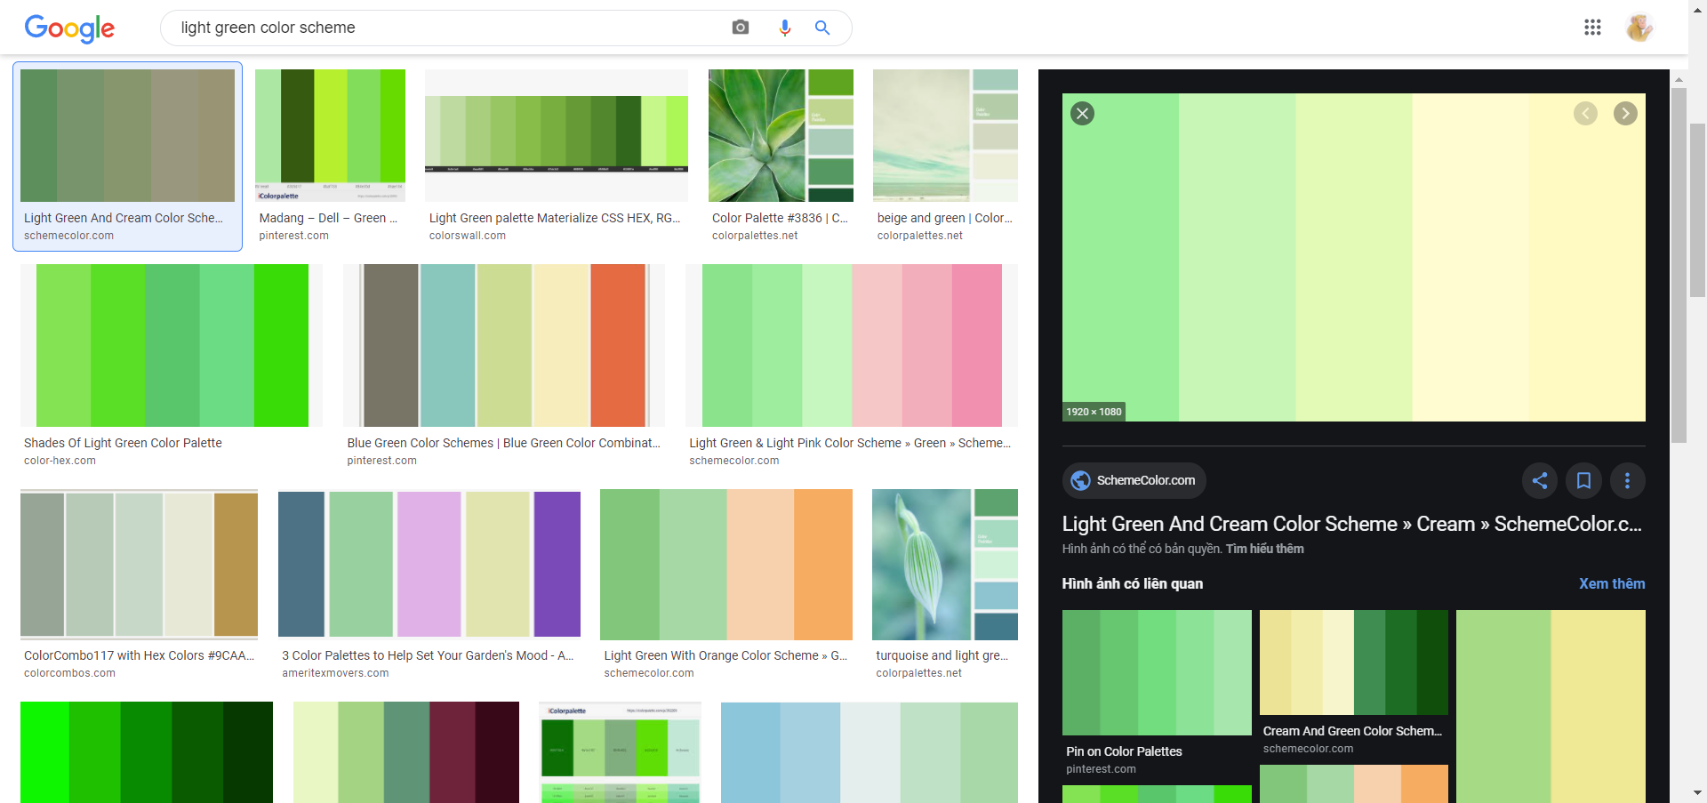 Google
light green color scheme
Light Green And Cream Color Sche...
schemecolor.com
Madang – Dell – Green ...
pinterest.com
Light Green palette Materialize CSS HEX, RG...
colorswall.com
Color Palette #3836 | C...
colorpalettes.net
beige and green | Color...
colorpalettes.net
iColorpalette
Shades Of Light Green Color Palette
color-hex.com
Blue Green Color Schemes | Blue Green Color Combinat...
pinterest.com
Light Green & Light Pink Color Scheme » Green » Scheme...
schemecolor.com
ColorCombo117 with Hex Colors #9CAA...
colorcombos.com
3 Color Palettes to Help Set Your Garden's Mood - A...
ameritexmovers.com
Light Green With Orange Color Scheme » G...
schemecolor.com
turquoise and light gre...
colorpalettes.net
iColorpalette
1920 × 1080
SchemeColor.com
Light Green And Cream Color Scheme » Cream » SchemeColor.c...
Hình ảnh có thể có bản quyền. Tìm hiểu thêm
Hình ảnh có liên quan
Xem thêm
Pin on Color Palettes
pinterest.com
Cream And Green Color Schem...
schemecolor.com